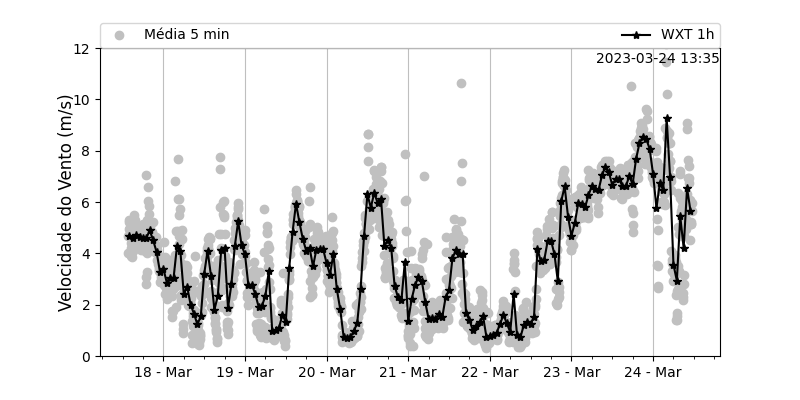 Média 5 min
WXT 1h
2023-03-24 13:35
Velocidade do Vento (m/s)
12
10
8
6
4
2
0
18 - Mar
19 - Mar
20 - Mar
21 - Mar
22 - Mar
23 - Mar
24 - Mar